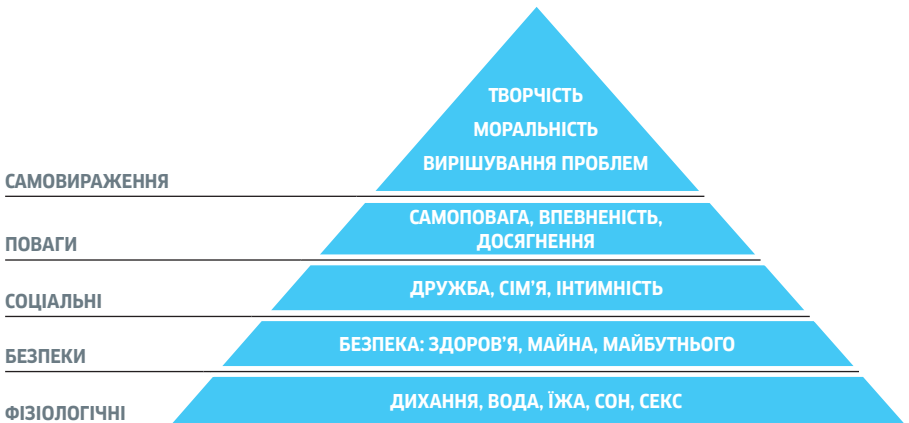 ТВОРЧІСТЬ
МОРАЛЬНІСТЬ
ВИРІШУВАННЯ ПРОБЛЕМ
САМОВИРАЖЕННЯ
САМОПОВАГА, ВПЕВНЕНІСТЬ,
ДОСЯГНЕННЯ
ПОВАГИ
ДРУЖБА, СІМ’Я, ІНТИМНІСТЬ
СОЦІАЛЬНІ
БЕЗПЕКА: ЗДОРОВ’Я, МАЙНА, МАЙБУТНЬОГО
БЕЗПЕКИ
ДИХАННЯ, ВОДА, ЇЖА, СОН, СЕКС
ФІЗІОЛОГІЧНІ